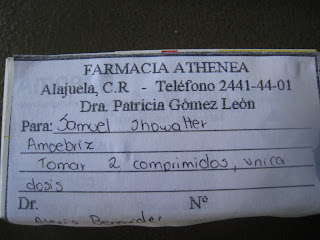 FARMACIA ATHENEA
Alajuela, C.R - Teléfono 2441-44-01
Dra. Patricia Gómez León
Para: Samuel Showalter
Amoebriz
Tomar 2 comprimidos, unica
dosis
Dr. Nº